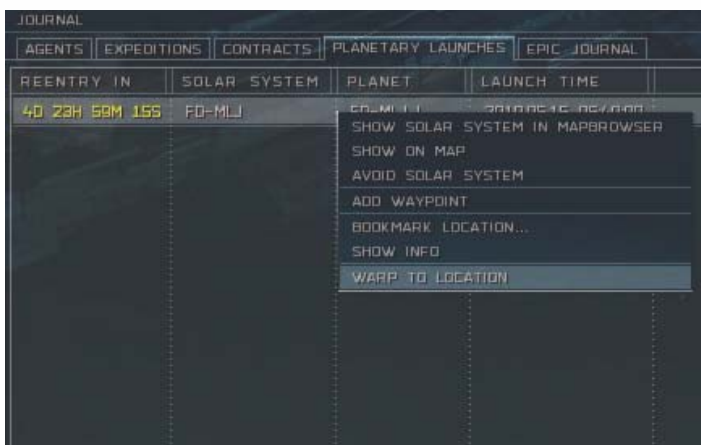 JOURNAL
AGENTS EXPEDITIONS CONTRACTS PLANETARY LAUNCHES EPIC JOURNAL
REENTRY IN SOLAR SYSTEM PLANET LAUNCH TIME
4D 23H 59M 15S FD-MLJ
SHOW SOLAR SYSTEM IN MAPBROWSER
SHOW ON MAP
AVOID SOLAR SYSTEM
ADD WAYPOINT
BOOKMARK LOCATION...
SHOW INFO
WARP TO LOCATION